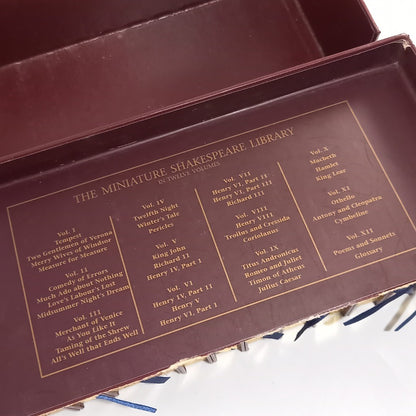 THE MINIATURE SHAKESPEARE LIBRARY
IN TWELVE VOLUMES
Vol. I
Tempest
Two Gentlemen of Verona
Merry Wives of Windsor
Measure for Measure
Vol. II
Comedy of Errors
Much Ado about Nothing
Love's Labour's Lost
Midsummer Night's Dream
Vol. III
Merchant of Venice
As You Like It
Taming of the Shrew
All's Well that Ends Well
Vol. IV
Twelfth Night
Winter's Tale
Pericles
Vol. V
King John
Richard II
Henry IV, Part I
Vol. VI
Henry IV, Part II
Henry V
Henry VI, Part I
Vol. VII
Henry VI, Part II
Henry VI, Part III
Richard III
Vol. VIII
Henry VIII
Troilus and Cressida
Coriolanus
Vol. IX
Titus Andronicus
Romeo and Juliet
Timon of Athens
Julius Caesar
Vol. X
Macbeth
Hamlet
King Lear
Vol. XI
Othello
Antony and Cleopatra
Cymbeline
Vol. XII
Poems and Sonnets
Glossary